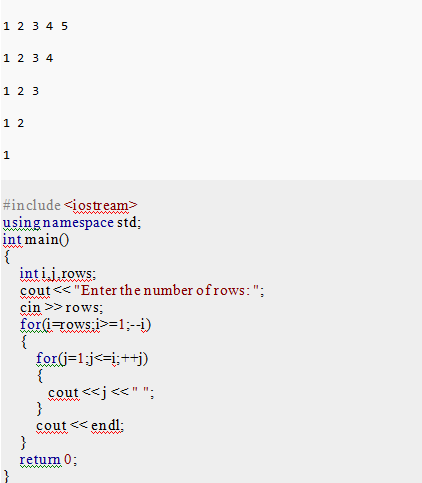 1 2 3 4 5
1 2 3 4
1 2 3
1 2
1
#include <iostream>
using namespace std;
int main()
{
int i,j,rows;
cout << "Enter the number of rows: ";
cin >> rows;
for(i=rows;i>=1;--i)
{
for(j=1;j<=i;++j)
{
cout << j << " ";
}
cout << endl;
}
return 0;
}